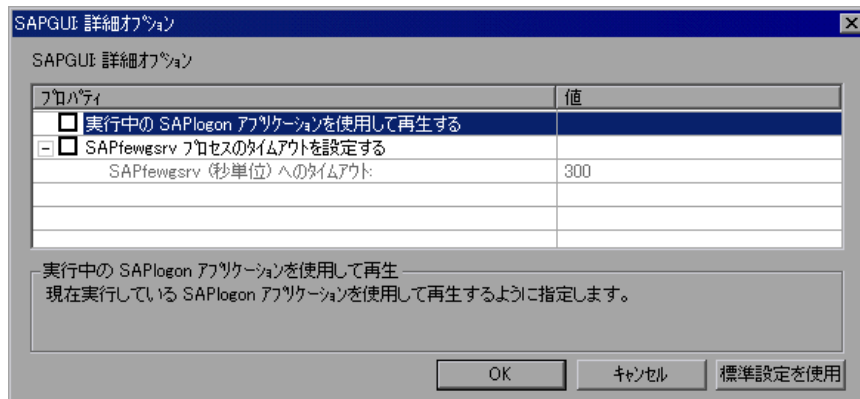 SAPGUI: 詳細オプション
SAPGUI: 詳細オプション
プロパティ 値
実行中の SAPlogon アプリケーションを使用して再生する
SAPfewgsrv プロセスのタイムアウトを設定する
SAPfewgsrv (秒単位) へのタイムアウト: 300
実行中の SAPlogon アプリケーションを使用して再生
現在実行している SAPlogon アプリケーションを使用して再生するように指定します。
OK キャンセル 標準設定を使用